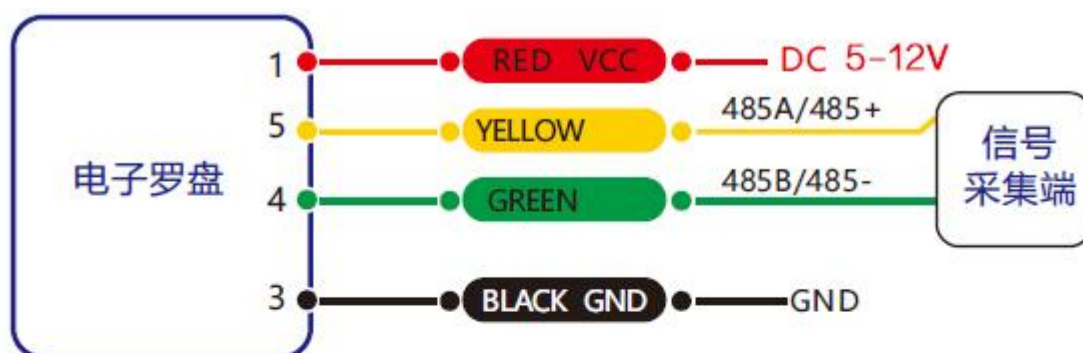 电子罗盘
1 RED VCC DC 5-12V
5 YELLOW 485A/485+
4 GREEN 485B/485-
3 BLACK GND GND
信号
采集端